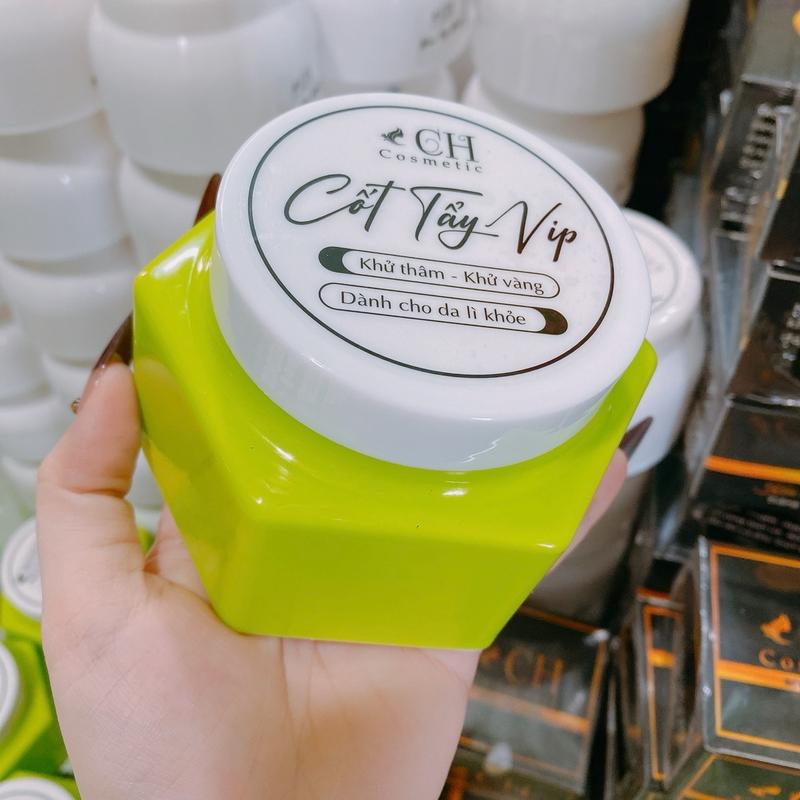 CH
Cosmetic
Cốt Tẩy Vip
Khử thâm - Khử vàng
Dành cho da lì khỏe
CH